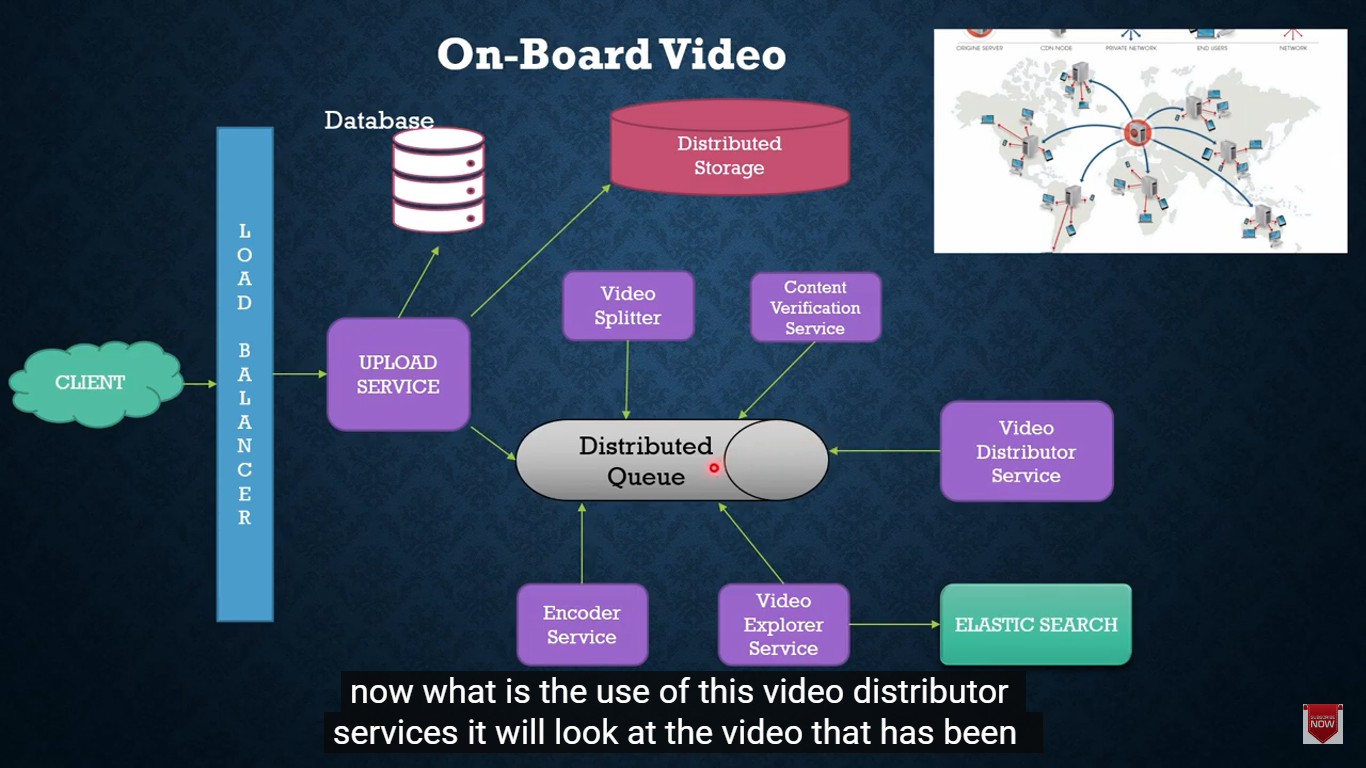 On-Board Video
ORIGINE SERVER
CDN NODE
PRIVATE NETWORK
END USERS
NETWORK
Database
Distributed
Storage
LOAD BALANCER
Video
Splitter
Content
Verification
Service
UPLOAD
SERVICE
CLIENT
Distributed
Queue
Video
Distributor
Service
Encoder
Service
Video
Explorer
Service
ELASTIC SEARCH
now what is the use of this video distributor
services it will look at the video that has been
SUBSCRIBE
NOW